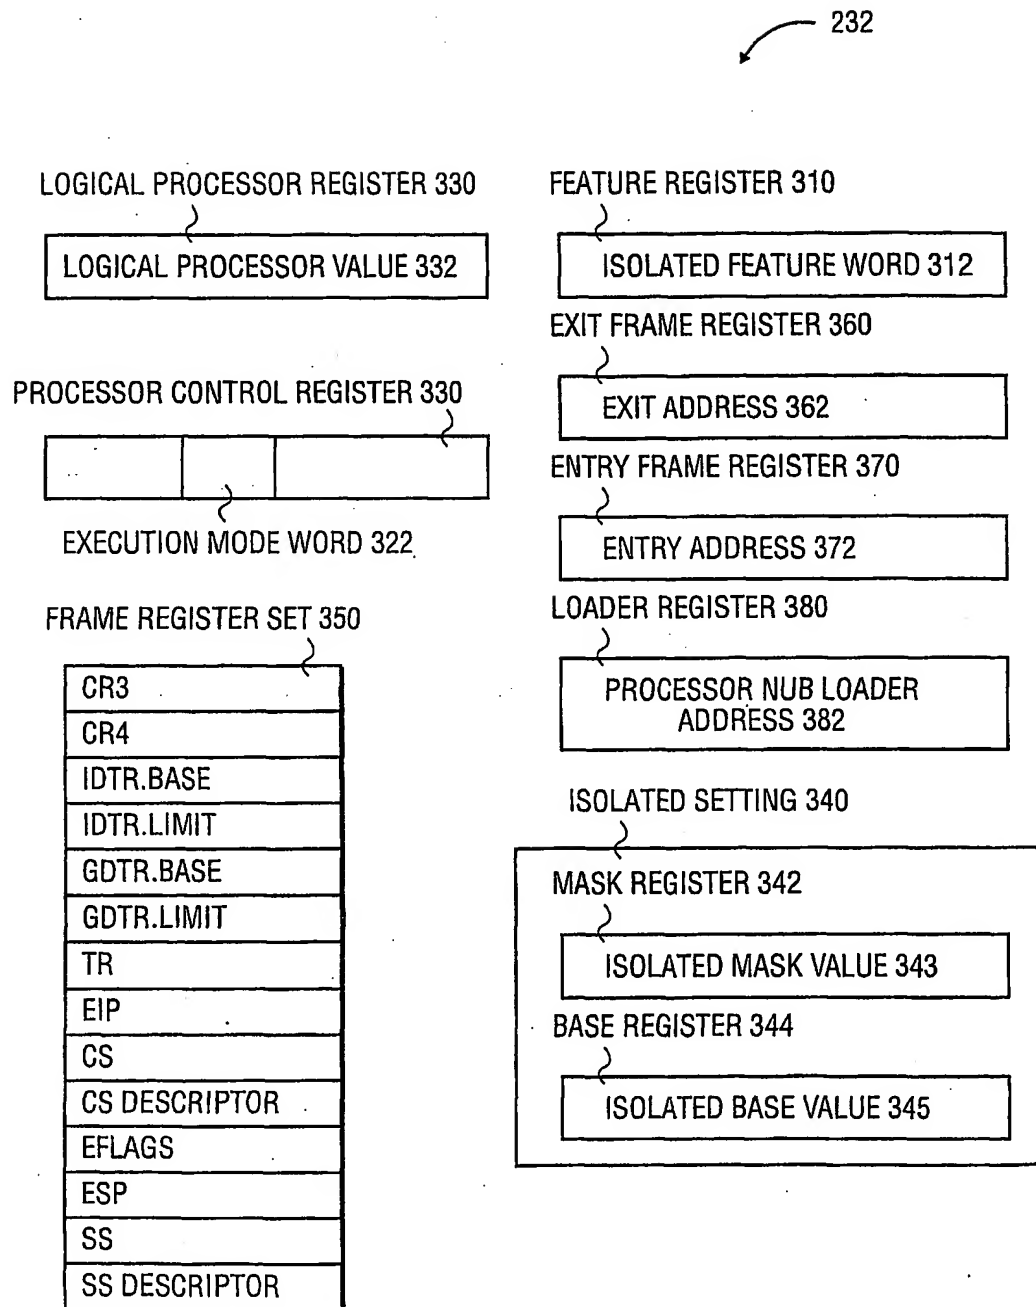 232
LOGICAL PROCESSOR REGISTER 330
LOGICAL PROCESSOR VALUE 332
PROCESSOR CONTROL REGISTER 330
EXECUTION MODE WORD 322
FRAME REGISTER SET 350
CR3
CR4
IDTR.BASE
IDTR.LIMIT
GDTR.BASE
GDTR.LIMIT
TR
EIP
CS
CS DESCRIPTOR
EFLAGS
ESP
SS
SS DESCRIPTOR
FEATURE REGISTER 310
ISOLATED FEATURE WORD 312
EXIT FRAME REGISTER 360
EXIT ADDRESS 362
ENTRY FRAME REGISTER 370
ENTRY ADDRESS 372
LOADER REGISTER 380
PROCESSOR NUB LOADER
ADDRESS 382
ISOLATED SETTING 340
MASK REGISTER 342
ISOLATED MASK VALUE 343
BASE REGISTER 344
ISOLATED BASE VALUE 345